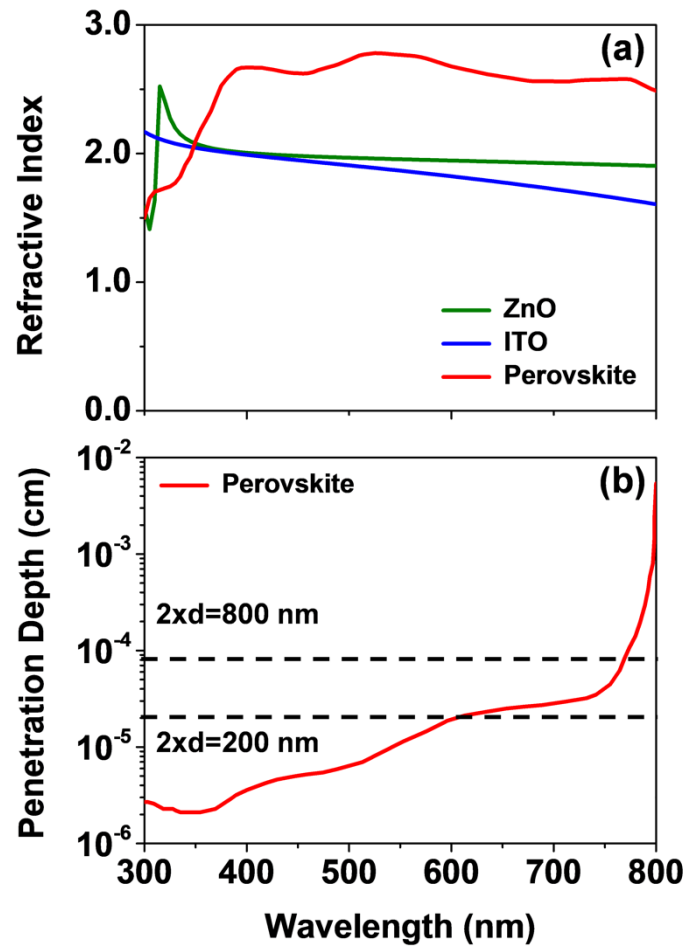 3.0
(a)
2.0
1.0
0.0
Refractive Index
ZnO
ITO
Perovskite
10-2
10-3
10-4
10-5
10-6
Penetration Depth (cm)
Perovskite
(b)
2xd=800 nm
2xd=200 nm
300 400 500 600 700 800
Wavelength (nm)